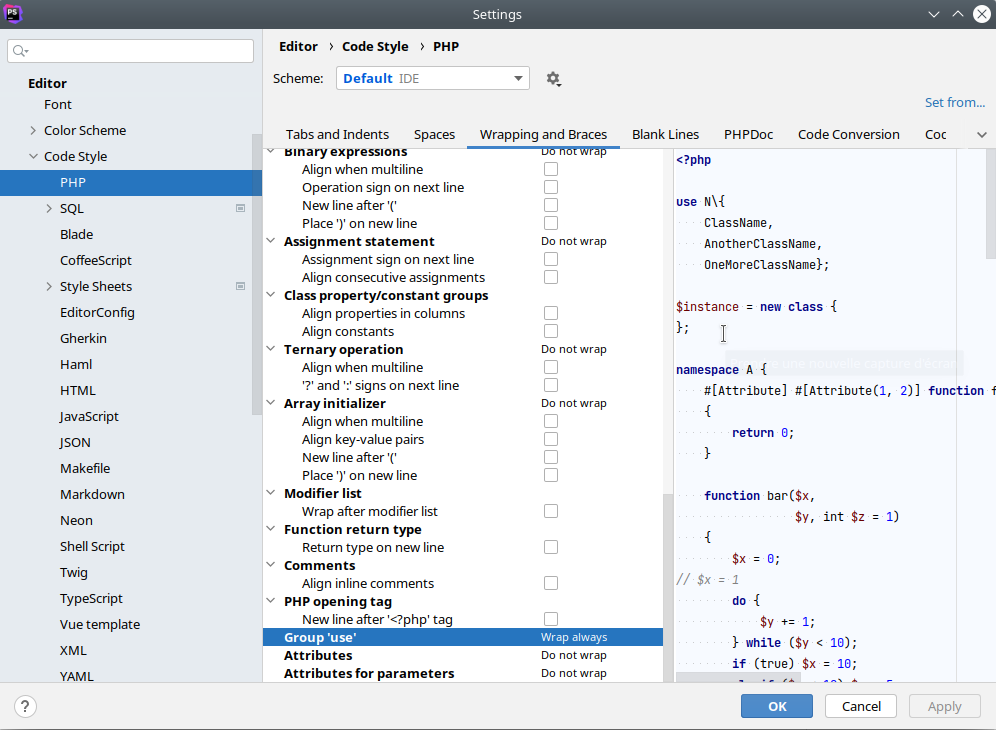 PS
Settings
Editor › Code Style › PHP
Scheme: Default IDE
Set from...
Tabs and Indents Spaces Wrapping and Braces Blank Lines PHPDoc Code Conversion Coc
Editor
Font
Color Scheme
Code Style
PHP
SQL
Blade
CoffeeScript
Style Sheets
EditorConfig
Gherkin
Haml
HTML
JavaScript
JSON
Makefile
Markdown
Neon
Shell Script
Twig
TypeScript
Vue template
XML
YAML
Binary expressions Do not wrap
Align when multiline
Operation sign on next line
New line after '('
Place ')' on new line
Assignment statement Do not wrap
Assignment sign on next line
Align consecutive assignments
Class property/constant groups
Align properties in columns
Align constants
Ternary operation Do not wrap
Align when multiline
'?' and ':' signs on next line
Array initializer Do not wrap
Align when multiline
Align key-value pairs
New line after '('
Place ')' on new line
Modifier list
Wrap after modifier list
Function return type
Return type on new line
Comments
Align inline comments
PHP opening tag
New line after '<?php' tag
Group 'use' Wrap always
Attributes Do not wrap
Attributes for parameters Do not wrap
<?php
use N\{
ClassName,
AnotherClassName,
OneMoreClassName};
$instance = new class {
};
une nouvelle capture d'écran
namespace A {
#[Attribute] #[Attribute(1, 2)] function f
{
return 0;
}
function bar($x,
$y, int $z = 1)
{
$x = 0;
// $x = 1
do {
$y += 1;
} while ($y < 10);
if (true) $x = 10;
? OK Cancel Apply